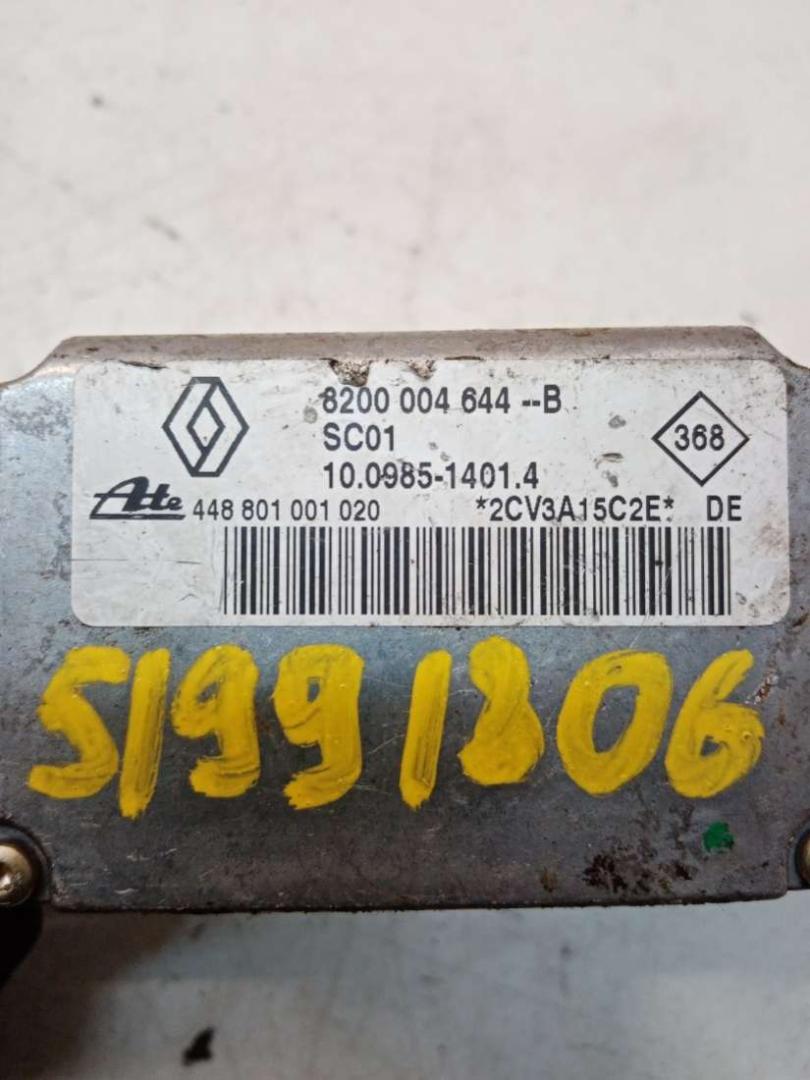 8200 004 644 --B
SC01
368
10.0985-1401.4
Ate 448 801 001 020 *2CV3A15C2E* DE
51991806